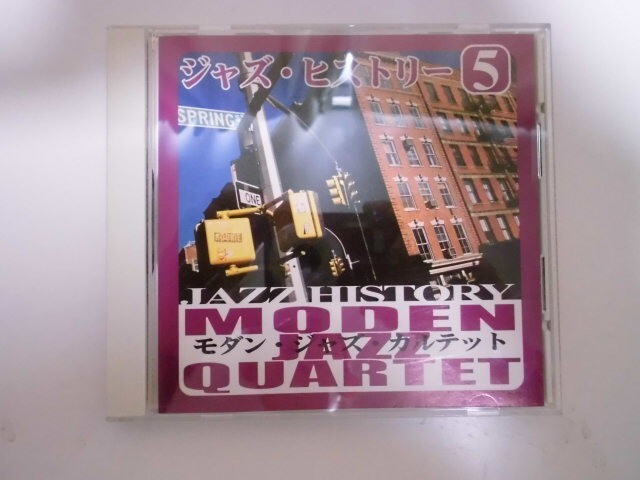 ジャズ・ヒストリー 5
SPRING
ONE
JAZZ HISTORY
MODEN
JAZZ
モダン・ジャズ・カルテット
QUARTET